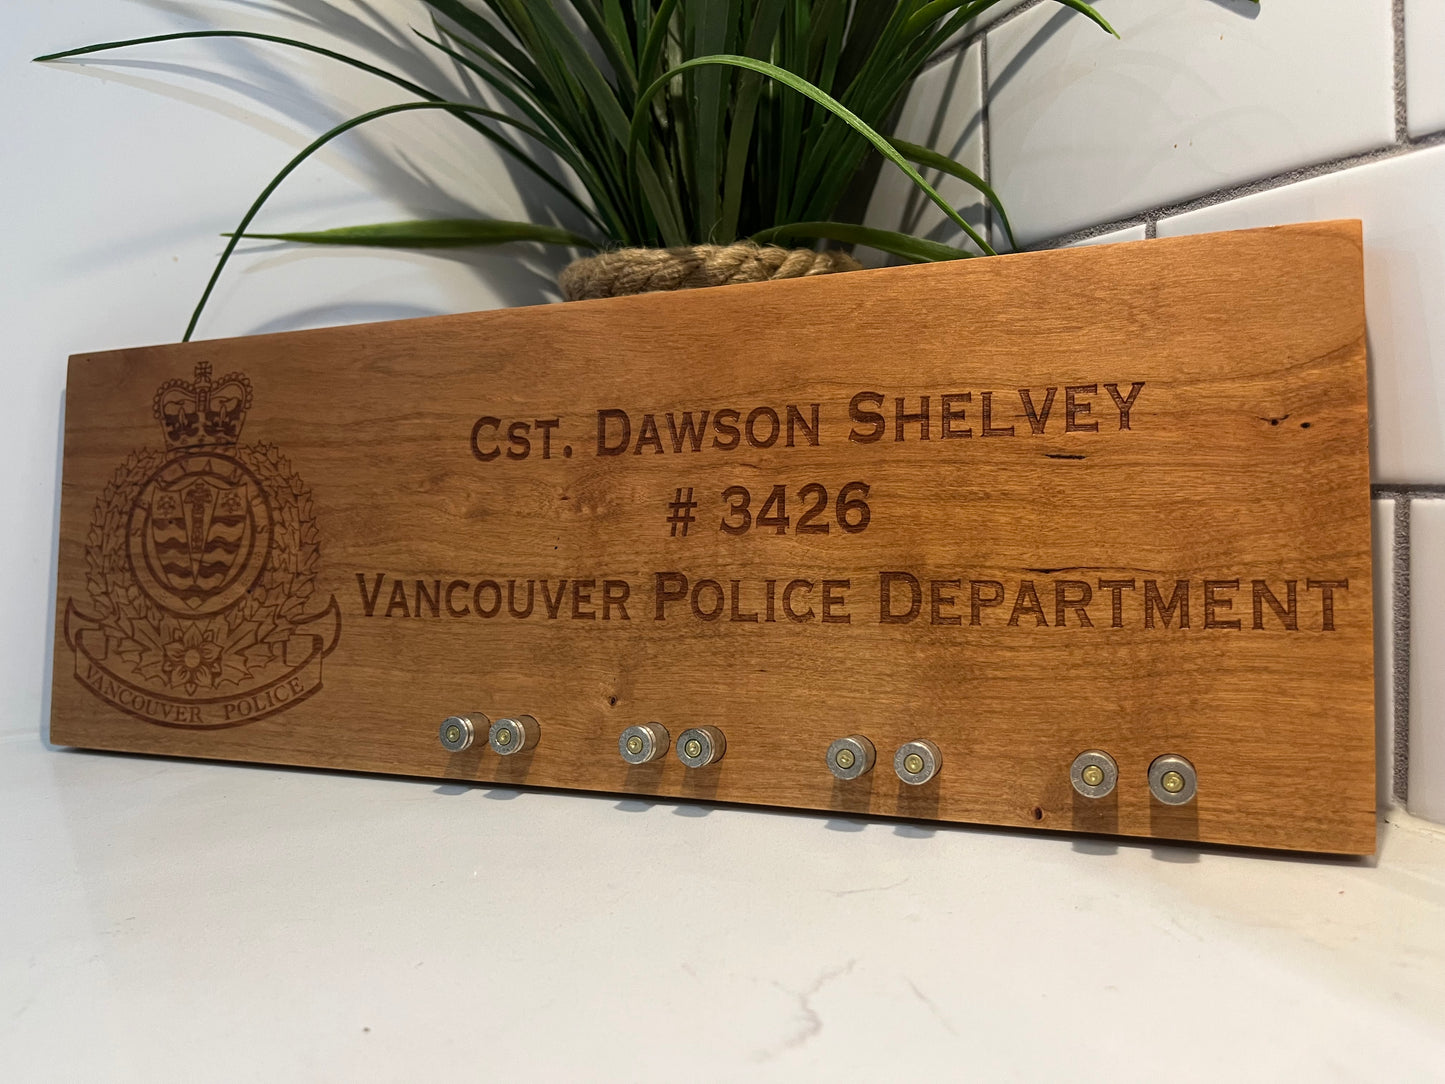 Cst. Dawson Shelvey
# 3426
Vancouver Police Department
VANCOUVER POLICE